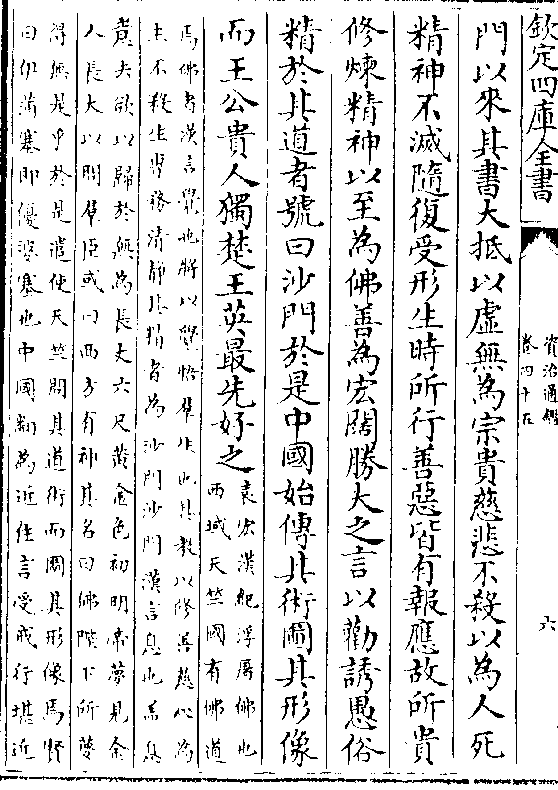 欽定四庫全書
資治通鑑
卷四十五
六
門以來其書大抵以虛無為宗貴慈悲不殺以為人死
精神不滅隨復受形生時所行善惡皆有報應故所貴
修煉精神以至為佛善為宏闊勝大之言以勸誘愚俗
精於其道者號曰沙門於是中國始傳其術圖其形像
而王公貴人獨楚王英最先好之
袁宏漢紀浮屠佛也
西域天竺國有佛道
馬佛者漢言覺也將以覺悟羣生也其教以修善慈心為
主不殺生専務清靜其精者為沙門沙門漢言息也葢息
意去欲以歸於無為長丈六尺黃金色初明帝夢見金
人長大以問羣臣或曰西方有神其名曰佛陛下所夢
得無是乎於是遣使天竺問其道術而圖其形像馬賢
曰伊蒲塞即優婆塞也中國翻為近住言受戒行堪近